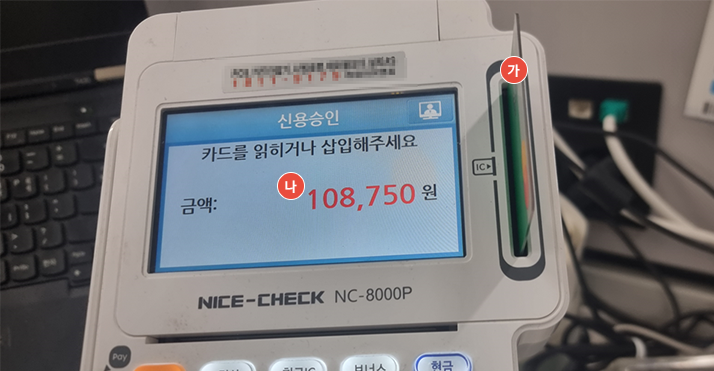 가
신용승인
카드를 읽히거나 삽입해주세요
IC
나
금액: 108,750 원
NICE-CHECK NC-8000P
Pay
현금